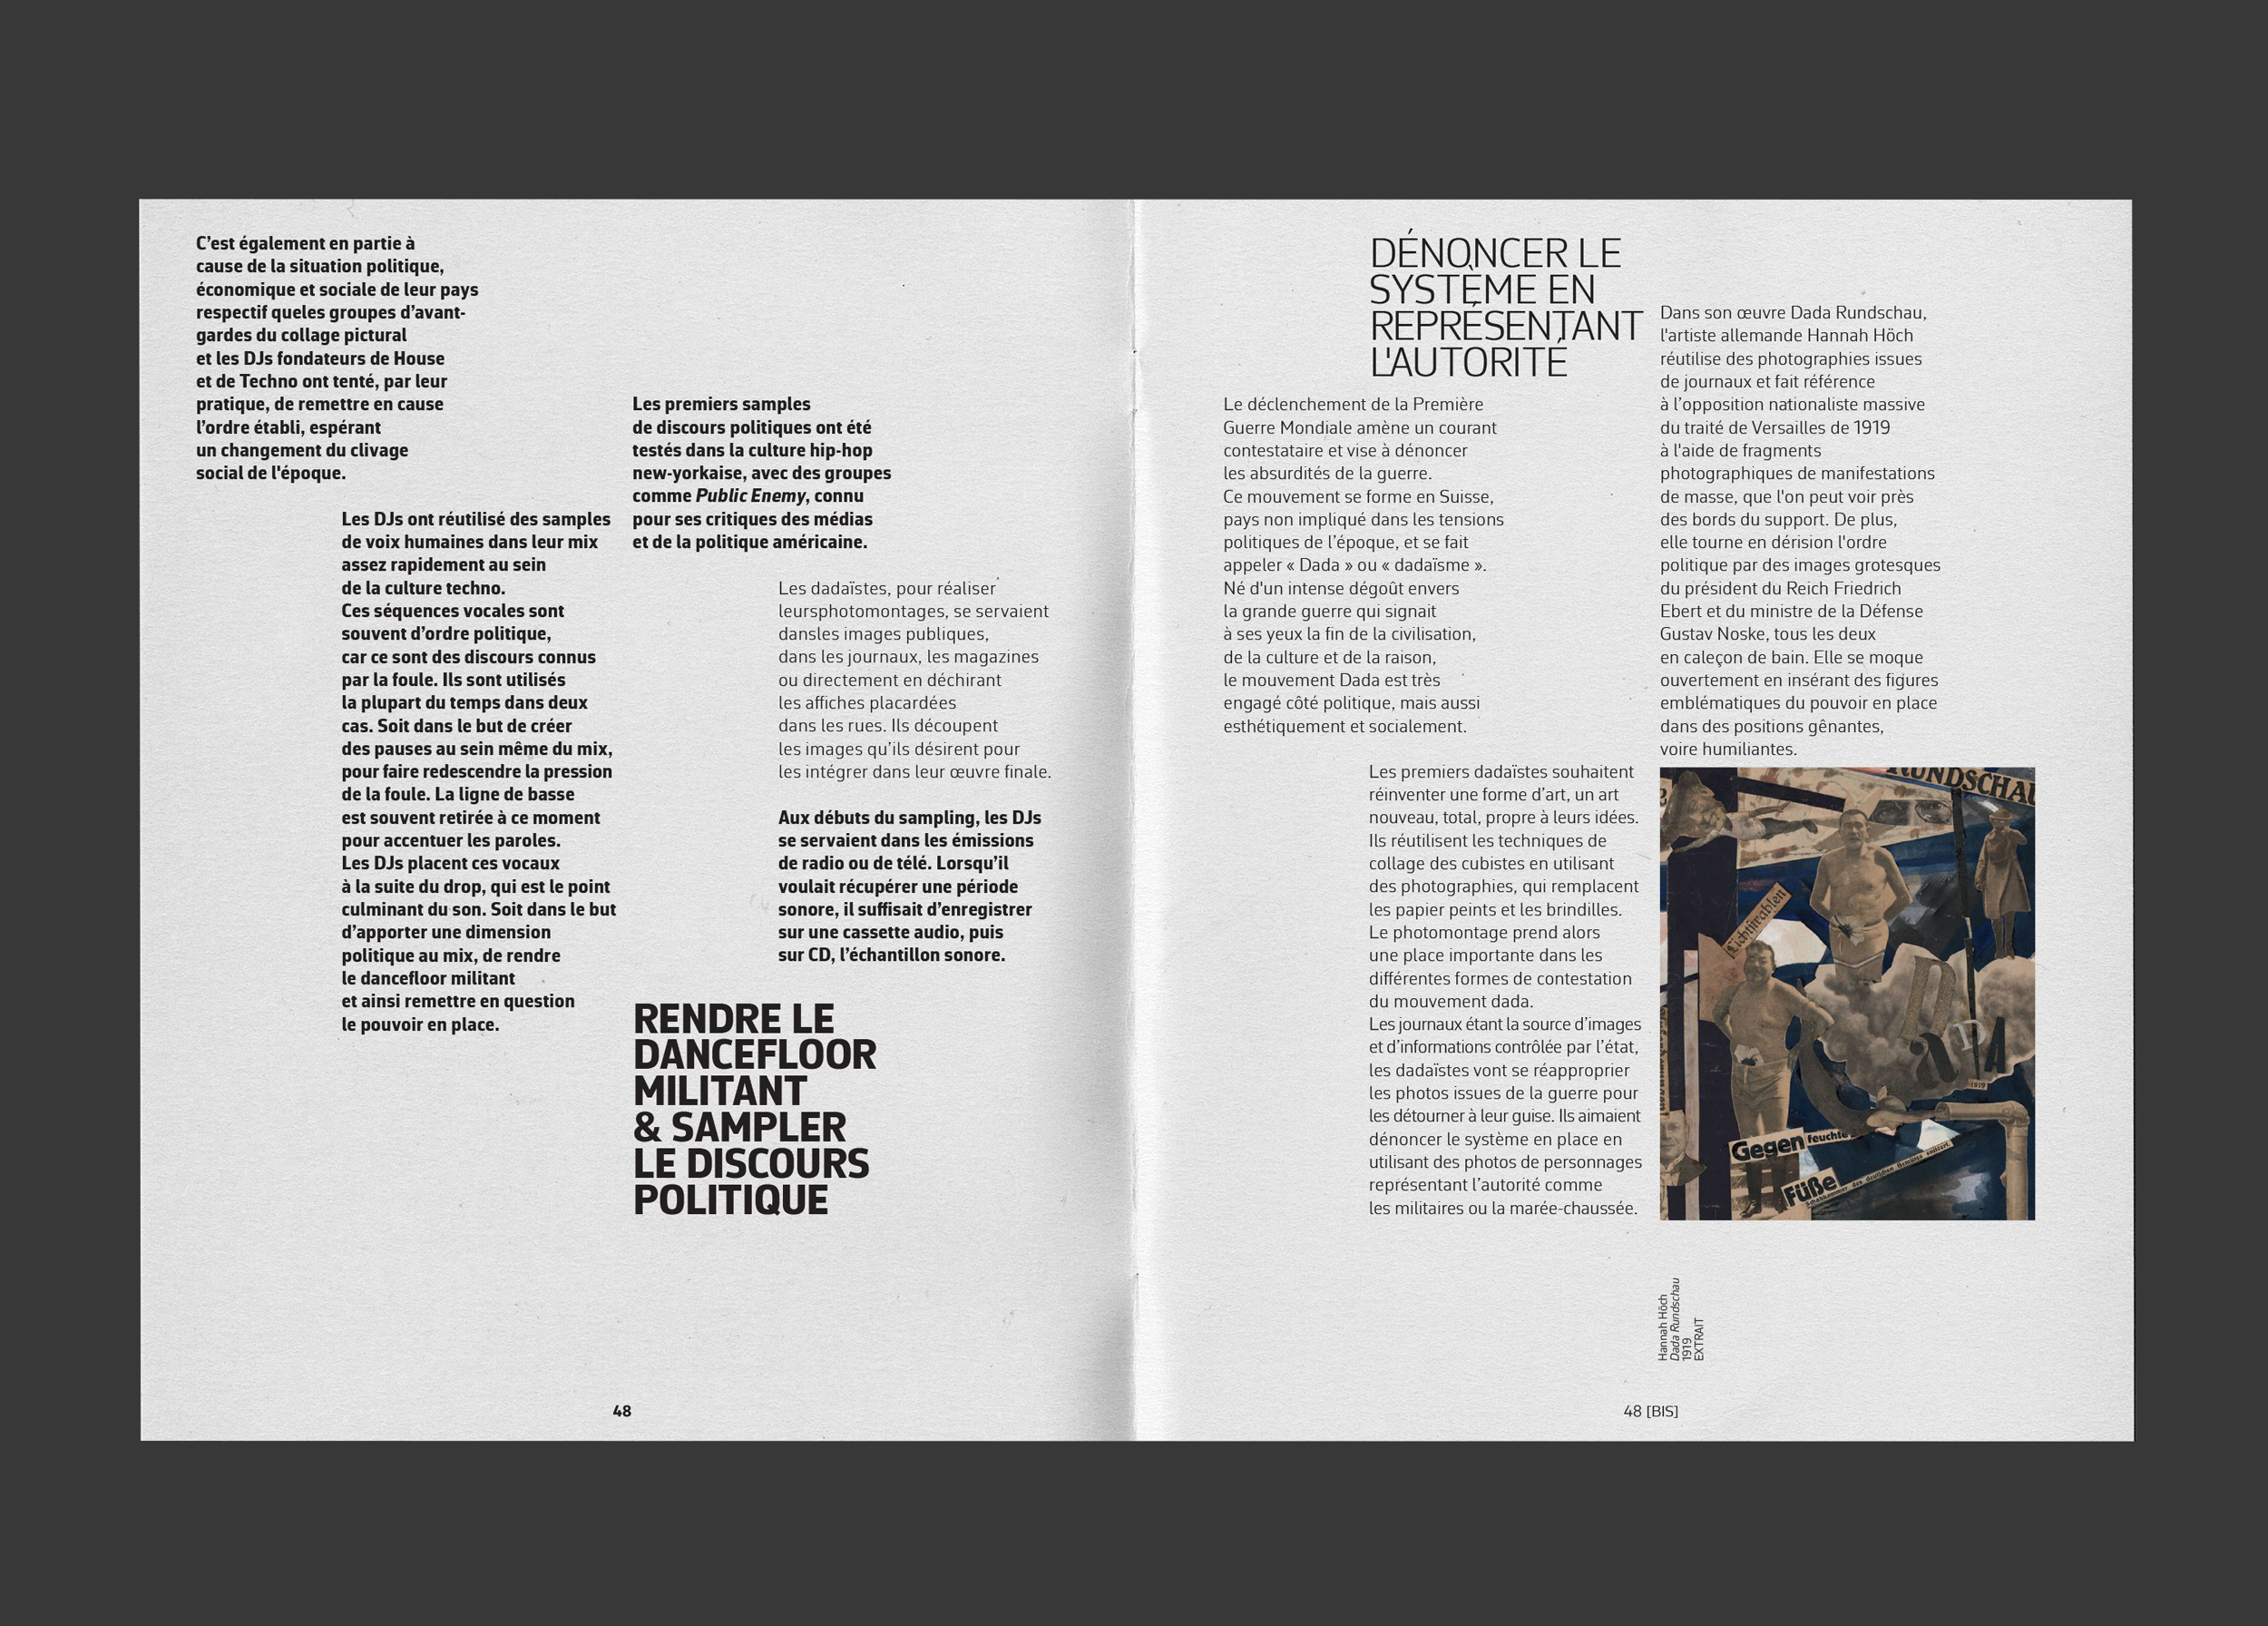 C’est également en partie à
cause de la situation politique,
économique et sociale de leur pays
respectif queles groupes d’avant-
gardes du collage pictural
et les DJs fondateurs de House
et de Techno ont tenté, par leur
pratique, de remettre en cause
l’ordre établi, espérant
un changement du clivage
social de l'époque.
Les DJs ont réutilisé des samples
de voix humaines dans leur mix
assez rapidement au sein
de la culture techno.
Ces séquences vocales sont
souvent d’ordre politique,
car ce sont des discours connus
par la foule. Ils sont utilisés
la plupart du temps dans deux
cas. Soit dans le but de créer
des pauses au sein même du mix,
pour faire redescendre la pression
de la foule. La ligne de basse
est souvent retirée à ce moment
pour accentuer les paroles.
Les DJs placent ces vocaux
à la suite du drop, qui est le point
culminant du son. Soit dans le but
d’apporter une dimension
politique au mix, de rendre
le dancefloor militant
et ainsi remettre en question
le pouvoir en place.
Les premiers samples
de discours politiques ont été
testés dans la culture hip-hop
new-yorkaise, avec des groupes
comme Public Enemy, connu
pour ses critiques des médias
et de la politique américaine.
Les dadaïstes, pour réaliser
leursphotomontages, se servaient
dansles images publiques,
dans les journaux, les magazines
ou directement en déchirant
les affiches placardées
dans les rues. Ils découpent
les images qu’ils désirent pour
les intégrer dans leur œuvre finale.
Aux débuts du sampling, les DJs
se servaient dans les émissions
de radio ou de télé. Lorsqu’il
voulait récupérer une période
sonore, il suffisait d’enregistrer
sur une cassette audio, puis
sur CD, l’échantillon sonore.
RENDRE LE
DANCEFLOOR
MILITANT
& SAMPLER
LE DISCOURS
POLITIQUE
48
DÉNONCER LE
SYSTÈME EN
REPRÉSENTANT
L'AUTORITÉ
Le déclenchement de la Première
Guerre Mondiale amène un courant
contestataire et vise à dénoncer
les absurdités de la guerre.
Ce mouvement se forme en Suisse,
pays non impliqué dans les tensions
politiques de l’époque, et se fait
appeler « Dada » ou « dadaïsme ».
Né d'un intense dégoût envers
la grande guerre qui signait
à ses yeux la fin de la civilisation,
de la culture et de la raison,
le mouvement Dada est très
engagé côté politique, mais aussi
esthétiquement et socialement.
Les premiers dadaïstes souhaitent
réinventer une forme d’art, un art
nouveau, total, propre à leurs idées.
Ils réutilisent les techniques de
collage des cubistes en utilisant
des photographies, qui remplacent
les papier peints et les brindilles.
Le photomontage prend alors
une place importante dans les
différentes formes de contestation
du mouvement dada.
Les journaux étant la source d’images
et d’informations contrôlée par l’état,
les dadaïstes vont se réapproprier
les photos issues de la guerre pour
les détourner à leur guise. Ils aimaient
dénoncer le système en place en
utilisant des photos de personnages
représentant l’autorité comme
les militaires ou la marée-chaussée.
Dans son œuvre Dada Rundschau,
l'artiste allemande Hannah Höch
réutilise des photographies issues
de journaux et fait référence
à l’opposition nationaliste massive
du traité de Versailles de 1919
à l'aide de fragments
photographiques de manifestations
de masse, que l'on peut voir près
des bords du support. De plus,
elle tourne en dérision l'ordre
politique par des images grotesques
du président du Reich Friedrich
Ebert et du ministre de la Défense
Gustav Noske, tous les deux
en caleçon de bain. Elle se moque
ouvertement en insérant des figures
emblématiques du pouvoir en place
dans des positions gênantes,
voire humiliantes.
RUNDSCHAU
DADA
1919
Gegen feuchte
Füße
Hannah Höch
Dada Rundschau
1919
EXTRAIT
48 [BIS]